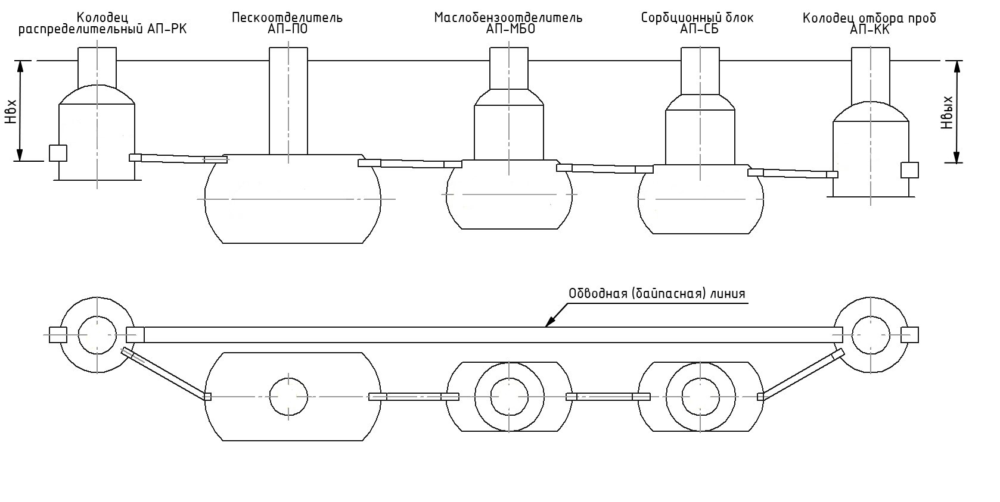 Колодец
распределительный АП-РК
Пескоотделитель
АП-ПО
Маслобензоотделитель
АП-МБО
Сорбционный блок
АП-СБ
Колодец отбора проб
АП-КК
Нвх
Нвых
Обводная (байпасная) линия